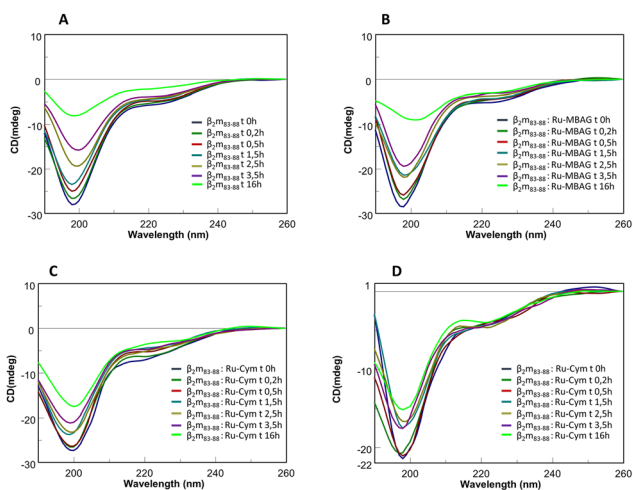 A
10
0
-10
-20
-30
CD(mdeg)
β2m83-88 t 0h
β2m83-88 t 0,2h
β2m83-88 t 0,5h
β2m83-88 t 1,5h
β2m83-88 t 2,5h
β2m83-88 t 3,5h
β2m83-88 t 16h
200 220 240 260
Wavelength (nm)
B
10
0
-10
-20
-30
CD(mdeg)
β2m83-88 : Ru-MBAG t 0h
β2m83-88 : Ru-MBAG t 0,2h
β2m83-88 : Ru-MBAG t 0,5h
β2m83-88 : Ru-MBAG t 1,5h
β2m83-88 : Ru-MBAG t 2,5h
β2m83-88 : Ru-MBAG t 3,5h
β2m83-88 : Ru-MBAG t 16h
200 220 240 260
Wavelength (nm)
C
10
0
-10
-20
-30
CD(mdeg)
β2m83-88 : Ru-Cym t 0h
β2m83-88 : Ru-Cym t 0,2h
β2m83-88 : Ru-Cym t 0,5h
β2m83-88 : Ru-Cym t 1,5h
β2m83-88 : Ru-Cym t 2,5h
β2m83-88 : Ru-Cym t 3,5h
β2m83-88 : Ru-Cym t 16h
200 220 240 260
Wavelength (nm)
D
1
-10
-20
-22
CD(mdeg)
β2m83-88 : Ru-Cym t 0h
β2m83-88 : Ru-Cym t 0,2h
β2m83-88 : Ru-Cym t 0,5h
β2m83-88 : Ru-Cym t 1,5h
β2m83-88 : Ru-Cym t 2,5h
β2m83-88 : Ru-Cym t 3,5h
β2m83-88 : Ru-Cym t 16h
200 220 240 260
Wavelength (nm)